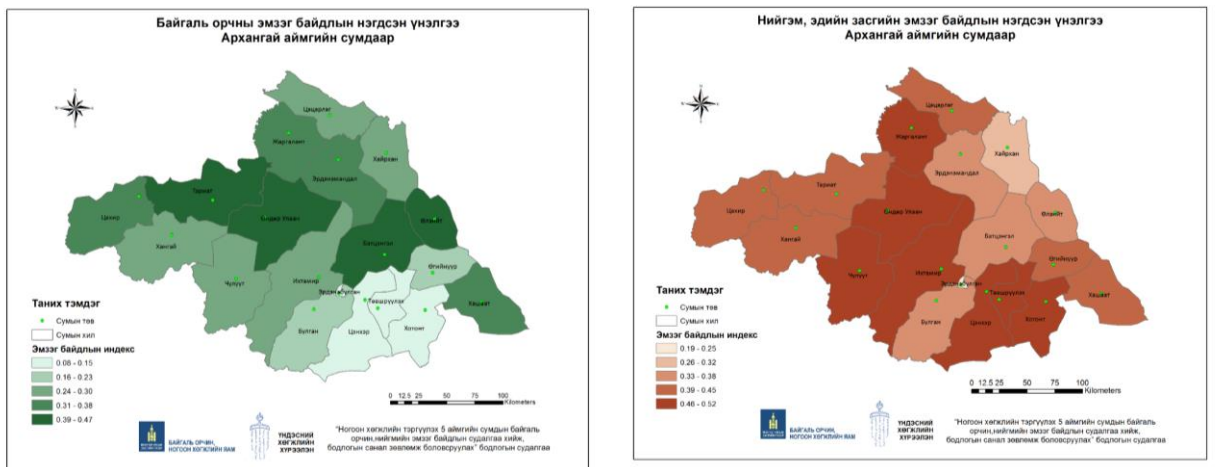 Байгаль орчны эмзэг байдлын нэгдсэн үнэлгээ
Архангай аймгийн сумдаар
Цэцэрлэг
Жаргалант
Хайрхан
Эрдэнэмандал
Тариат
Цахир
Өндөр Улаан
Өлзийт
Хангай
Батцэнгэл
Өгийнуур
Чулуут
Ихтамир
Эрдэнэбулган
Хашаат
Төвшрүүлэх
Булган
Цэнхэр
Хотонт
Таних тэмдэг
Сумын төв
Сумын хил
Эмзэг байдлын индекс
0.08 - 0.15
0.16 - 0.23
0.24 - 0.30
0.31 - 0.38
0.39 - 0.47
0 12.5 25 50 75 100
Kilometers
БАЙГАЛЬ ОРЧИН,
НОГООН ХӨГЖЛИЙН ЯАМ
ҮНДЭСНИЙ
ХӨГЖЛИЙН
ХҮРЭЭЛЭН
"Ногоон хөгжлийн тэргүүлэх 5 аймгийн сумдын байгаль
орчин,нийгмийн эмзэг байдлын судалгаа хийж,
бодлогын санал зөвлөмж боловсруулах" бодлогын судалгаа
Нийгэм, эдийн засгийн эмзэг байдлын нэгдсэн үнэлгээ
Архангай аймгийн сумдаар
Цэцэрлэг
Жаргалант
Хайрхан
Эрдэнэмандал
Тариат
Цахир
Өндөр Улаан
Өлзийт
Хангай
Батцэнгэл
Өгийнуур
Чулуут
Ихтамир
Эрдэнэбулган
Хашаат
Төвшрүүлэх
Булган
Цэнхэр
Хотонт
Таних тэмдэг
Сумын төв
Сумын хил
Эмзэг байдлын индекс
0.19 - 0.25
0.26 - 0.32
0.33 - 0.38
0.39 - 0.45
0.46 - 0.52
0 12.5 25 50 75 100
Kilometers
БАЙГАЛЬ ОРЧИН,
НОГООН ХӨГЖЛИЙН ЯАМ
ҮНДЭСНИЙ
ХӨГЖЛИЙН
ХҮРЭЭЛЭН
"Ногоон хөгжлийн тэргүүлэх 5 аймгийн сумдын байгаль
орчин,нийгмийн эмзэг байдлын судалгаа хийж,
бодлогын санал зөвлөмж боловсруулах" бодлогын судалгаа